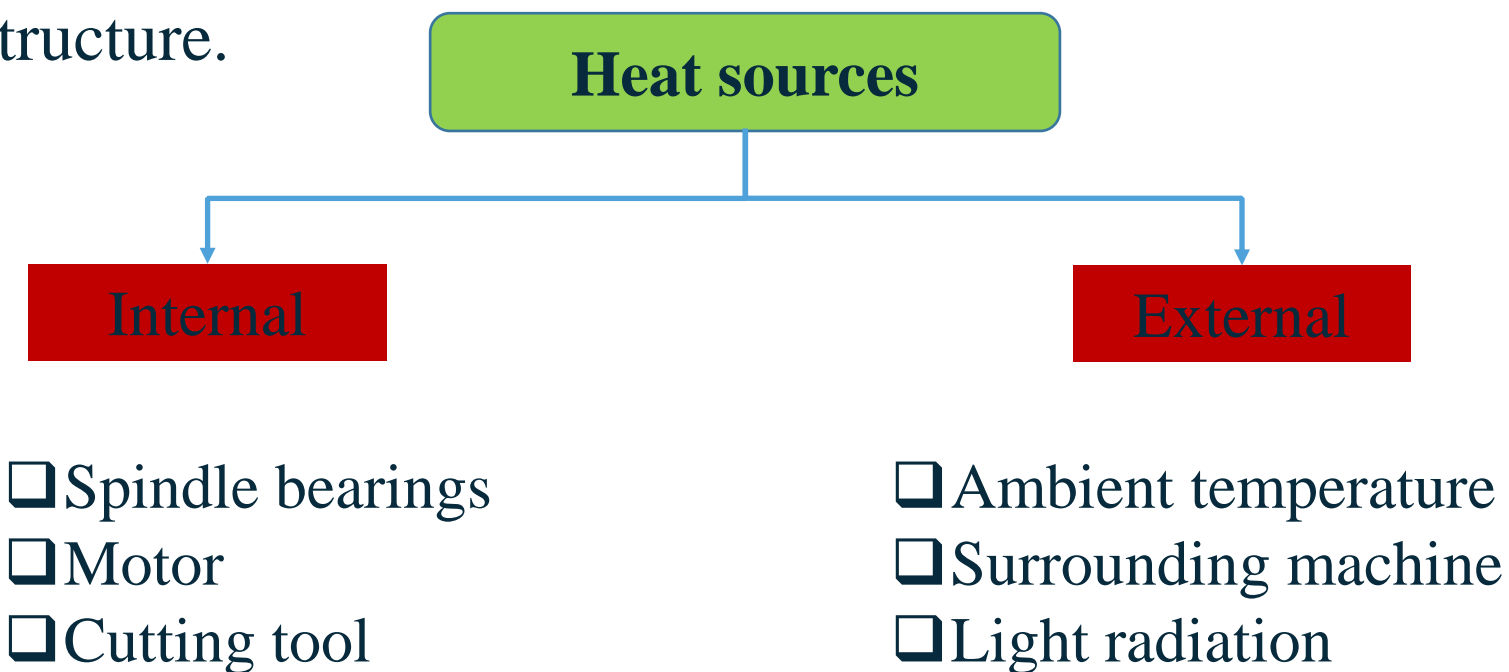 tructure.
Heat sources
Internal
External
❑Spindle bearings
❑Motor
❑Cutting tool
❑Ambient temperature
❑Surrounding machine
❑Light radiation